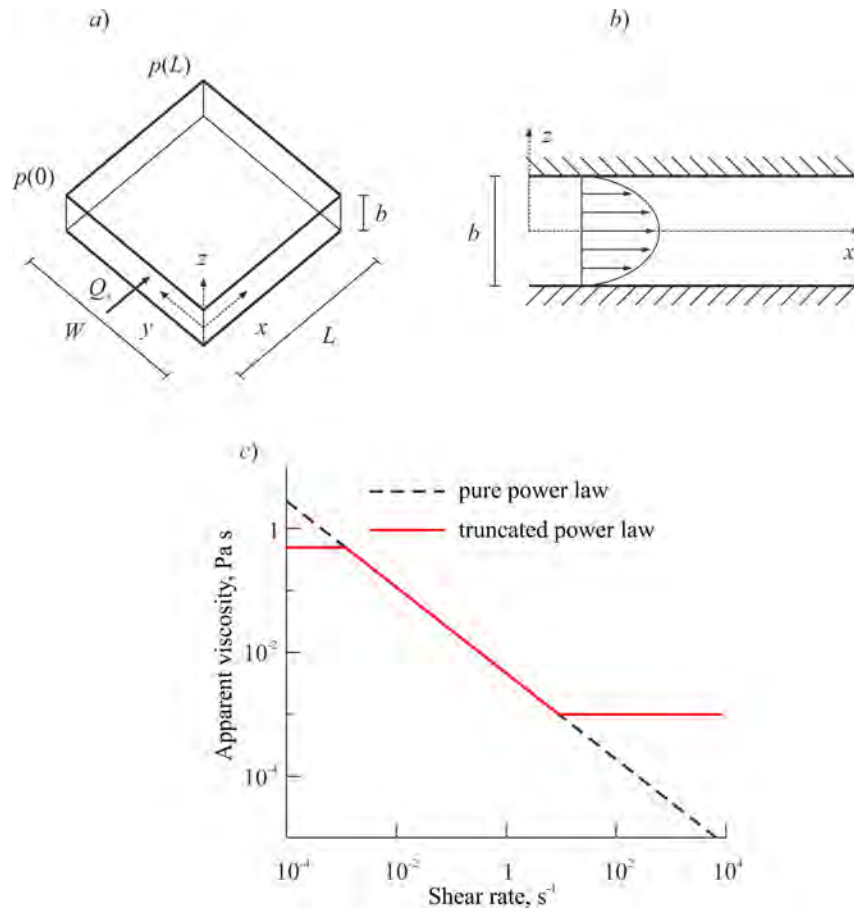 a)
b)
p(L)
p(0)
b
z
Qx
W
y
x
L
z
b
x
c)
pure power law
truncated power law
Apparent viscosity, Pa s
1
10⁻²
10⁻⁴
10⁻⁴
10⁻²
1
10²
10⁴
Shear rate, s⁻¹